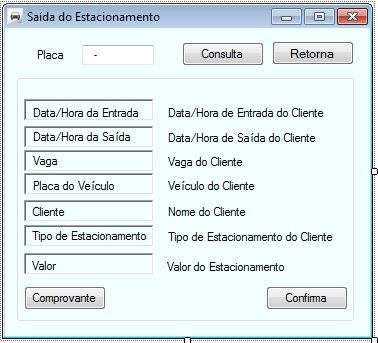 Saída do Estacionamento
Placa - Consulta Retorna
Data/Hora da Entrada Data/Hora de Entrada do Cliente
Data/Hora da Saída Data/Hora de Saída do Cliente
Vaga Vaga do Cliente
Placa do Veículo Veículo do Cliente
Cliente Nome do Cliente
Tipo de Estacionamento Tipo de Estacionamento do Cliente
Valor Valor do Estacionamento
Comprovante Confirma